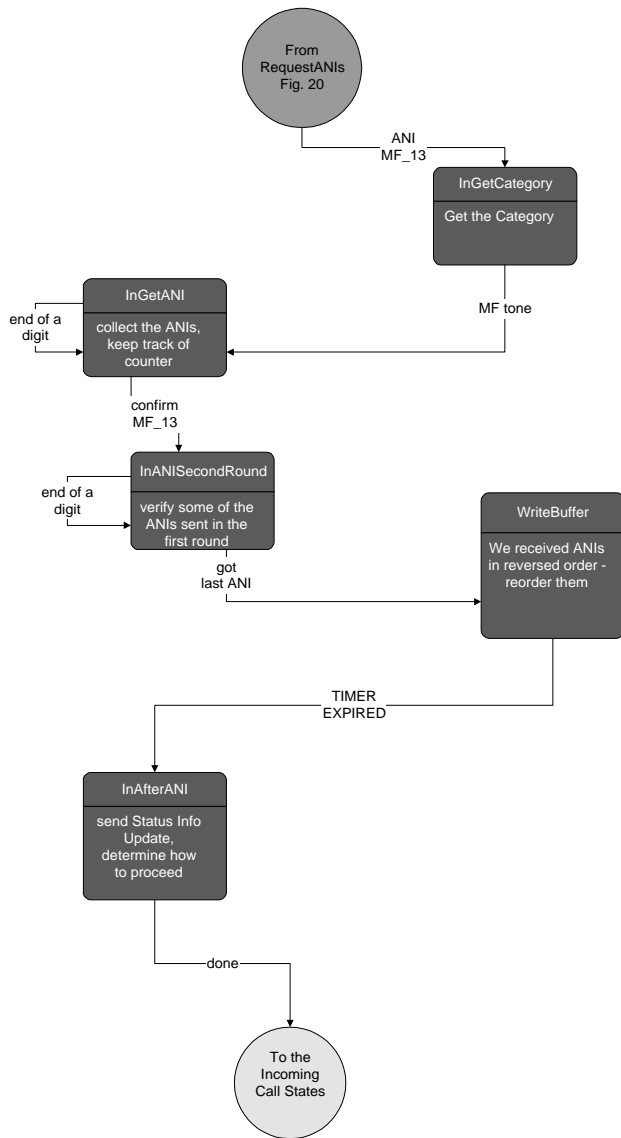 From
RequestANIs
Fig. 20
ANI
MF_13
InGetCategory
Get the Category
MF tone
InGetANI
collect the ANIs,
keep track of
counter
end of a
digit
confirm
MF_13
InANISecondRound
verify some of the
ANIs sent in the
first round
end of a
digit
got
last ANI
WriteBuffer
We received ANIs
in reversed order -
reorder them
TIMER
EXPIRED
InAfterANI
send Status Info
Update,
determine how
to proceed
done
To the
Incoming
Call States